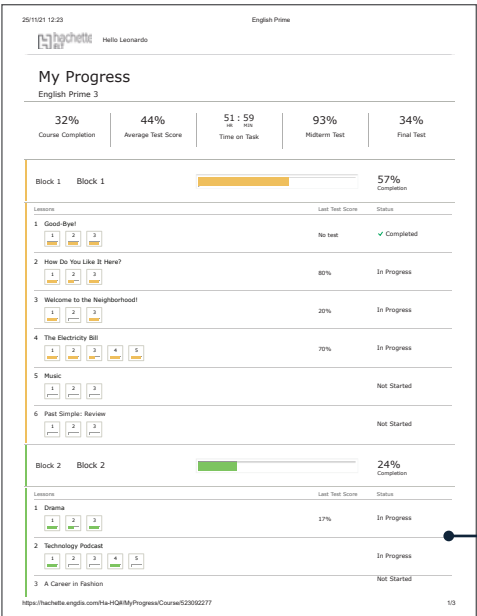 25/11/21 12:23 English Prime
hachette
Hello Leonardo
My Progress
English Prime 3
32% 44% 51 : 59 93% 34%
HR MIN
Course Completion Average Test Score Time on Task Midterm Test Final Test
Block 1 Block 1 57%
Completion
Lessons Last Test Score Status
1 Good-Bye!
1 2 3 No test Completed
2 How Do You Like It Here?
1 2 3 80% In Progress
3 Welcome to the Neighborhood!
1 2 3 20% In Progress
4 The Electricity Bill
1 2 3 4 5 70% In Progress
5 Music
1 2 3 Not Started
6 Past Simple: Review
1 2 3 Not Started
Block 2 Block 2 24%
Completion
Lessons Last Test Score Status
1 Drama
1 2 3 17% In Progress
2 Technology Podcast
1 2 3 4 5 In Progress
3 A Career in Fashion Not Started
https://hachette.engdis.com/Ha-HQ#/MyProgress/Course/523092277 1/3